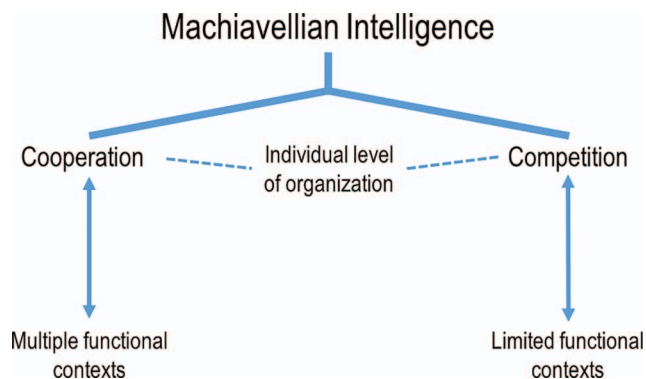 Machiavellian Intelligence
Cooperation
Individual level
of organization
Competition
Multiple functional
contexts
Limited functional
contexts